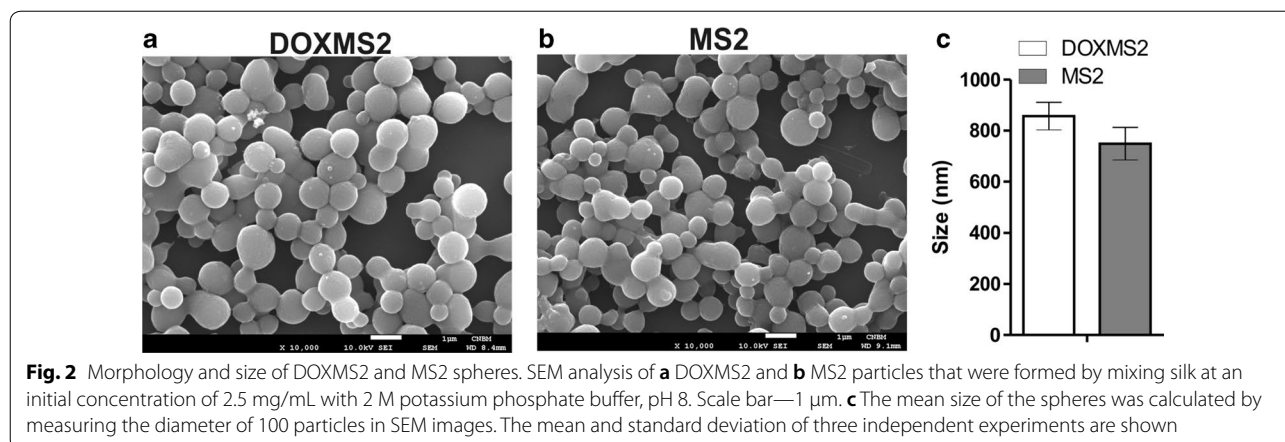 a
DOXMS2
X 10,000 10.0kV SEI SEM
1µm CNBM
WD 8.4mm
b
MS2
X 10,000 10.0kV SEI SEM
1µm CNBM
WD 9.1mm
c
DOXMS2
MS2
Size (nm)
1000
800
600
400
200
0
Fig. 2 Morphology and size of DOXMS2 and MS2 spheres. SEM analysis of a DOXMS2 and b MS2 particles that were formed by mixing silk at an
initial concentration of 2.5 mg/mL with 2 M potassium phosphate buffer, pH 8. Scale bar—1 µm. c The mean size of the spheres was calculated by
measuring the diameter of 100 particles in SEM images. The mean and standard deviation of three independent experiments are shown